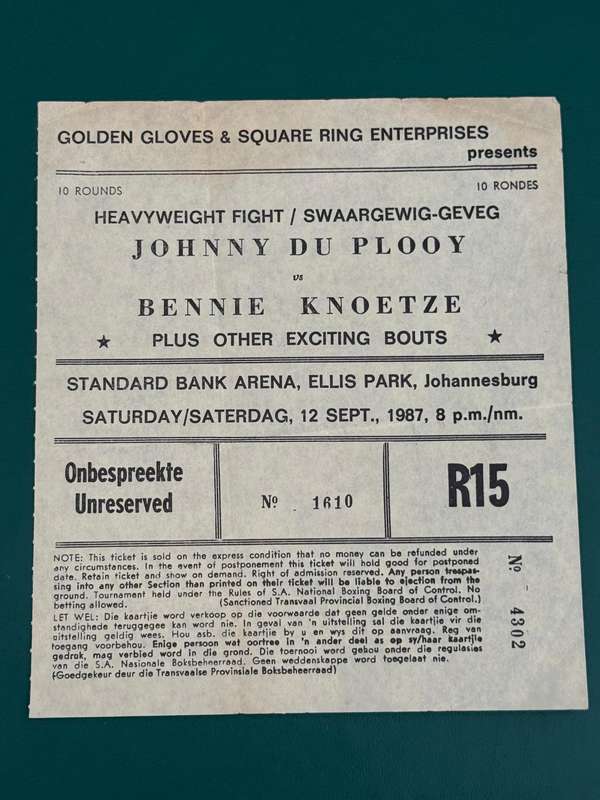 GOLDEN GLOVES & SQUARE RING ENTERPRISES
presents
10 ROUNDS
10 RONDES
HEAVYWEIGHT FIGHT / SWAARGEWIG-GEVEG
JOHNNY DU PLOOY
vs
BENNIE KNOETZE
★ PLUS OTHER EXCITING BOUTS ★
STANDARD BANK ARENA, ELLIS PARK, Johannesburg
SATURDAY/SATERDAG, 12 SEPT., 1987, 8 p.m./nm.
Onbespreekte
Unreserved
Nº 1610
R15
NOTE: This ticket is sold on the express condition that no money can be refunded under
any circumstances. In the event of postponement this ticket will hold good for postponed
date. Retain ticket and show on demand. Right of admission reserved. Any person trespas-
sing into any other Section than printed on their ticket will be liable to ejection from the
ground. Tournament held under the Rules of S.A. National Boxing Board of Control. No
betting allowed. (Sanctioned Transvaal Provincial Boxing Board of Control.)
LET WEL: Die kaartjie word verkoop op die voorwaarde dat geen gelde onder enige om-
standighede teruggegee kan word nie. In geval van 'n uitstelling sal die kaartjie vir die
uitstelling geldig wees. Hou asb. die kaartjie by u en wys dit op aanvraag. Reg van
toegang voorbehou. Enige persoon wat oortree in 'n ander deel as op sy/haar kaartjie
gedruk, mag verbied word in die grond. Die toernooi word gehou onder die regulasies
van die S.A. Nasionale Boksbeheerraad. Geen weddenskappe word toegelaat nie.
(Goedgekeur deur die Transvaalse Provinsiale Boksbeheerraad)
Nº - 4302